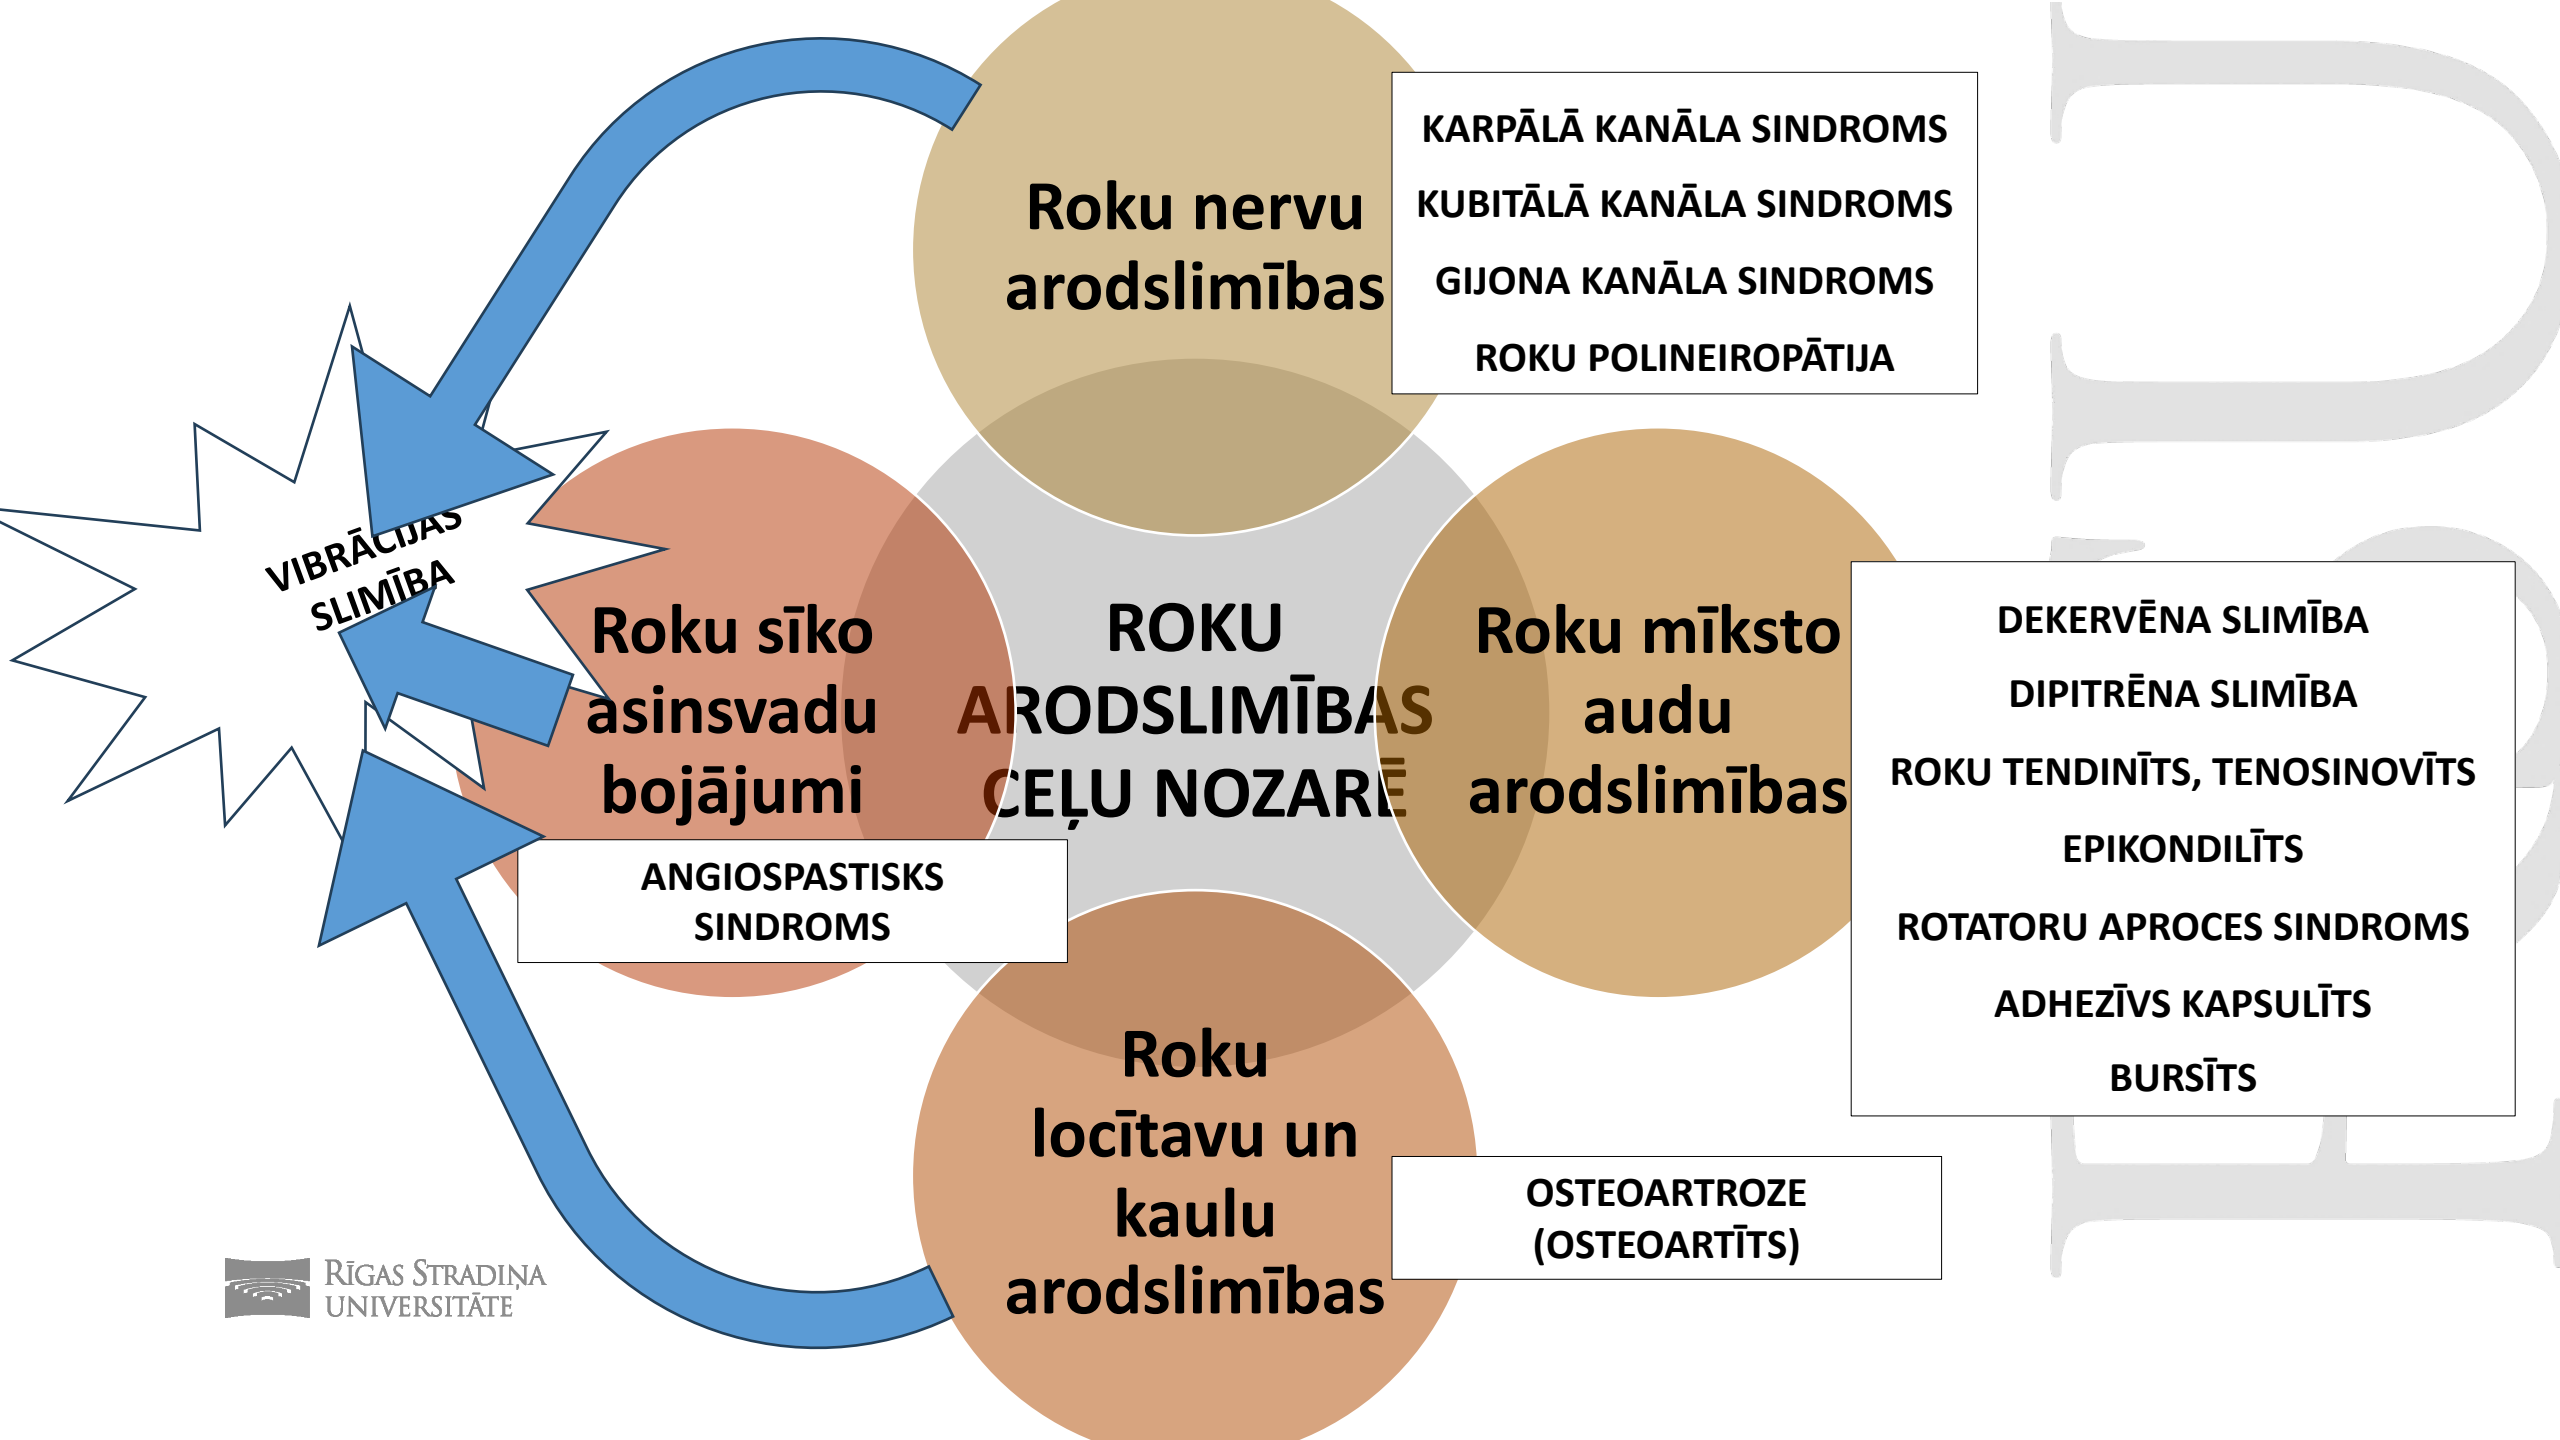 Roku nervu
arodslimības
KARPĀLĀ KANĀLA SINDROMS
KUBITĀLĀ KANĀLA SINDROMS
GIJONA KANĀLA SINDROMS
ROKU POLINEIROPĀTIJA
VIBRĀCIJAS
SLIMĪBA
Roku sīko
asinsvadu
bojājumi
ANGIOSPASTISKS
SINDROMS
ROKU
ARODSLIMĪBAS
CEĻU NOZARĒ
Roku mīksto
audu
arodslimības
DEKERVĒNA SLIMĪBA
DIPITRĒNA SLIMĪBA
ROKU TENDINĪTS, TENOSINOVĪTS
EPIKONDILĪTS
ROTATORU APROCES SINDROMS
ADHEZĪVS KAPSULĪTS
BURSĪTS
Roku
locītavu un
kaulu
arodslimības
OSTEOARTROZE
(OSTEOARTĪTS)
RĪGAS STRADIŅA
UNIVERSITĀTE